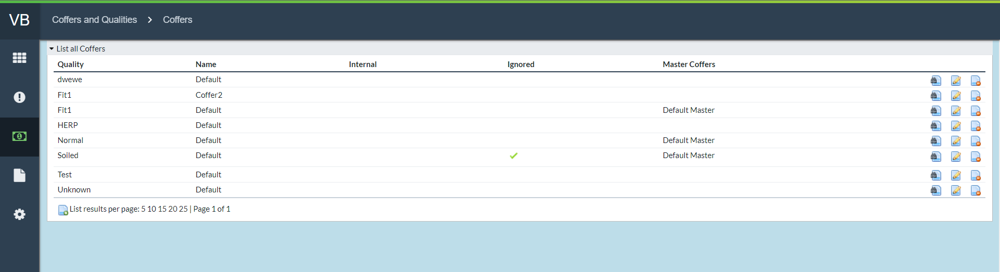 VB
Coffers and Qualities > Coffers
List all Coffers
Quality Name Internal Ignored Master Coffers
dwewe Default
Fit1 Coffer2
Fit1 Default Default Master
HERP Default
Normal Default Default Master
Soiled Default Default Master
Test Default
Unknown Default
List results per page: 5 10 15 20 25 | Page 1 of 1